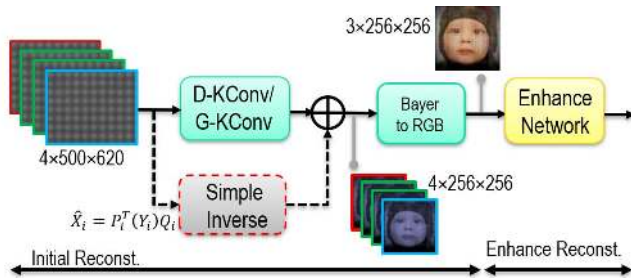 3×256×256
D-KConv/
G-KConv
Bayer
to RGB
Enhance
Network
4×500×620
Simple
Inverse
4×256×256
X̂ᵢ = Pᵢᵀ(Yᵢ)Qᵢ
Initial Reconst.
Enhance Reconst.